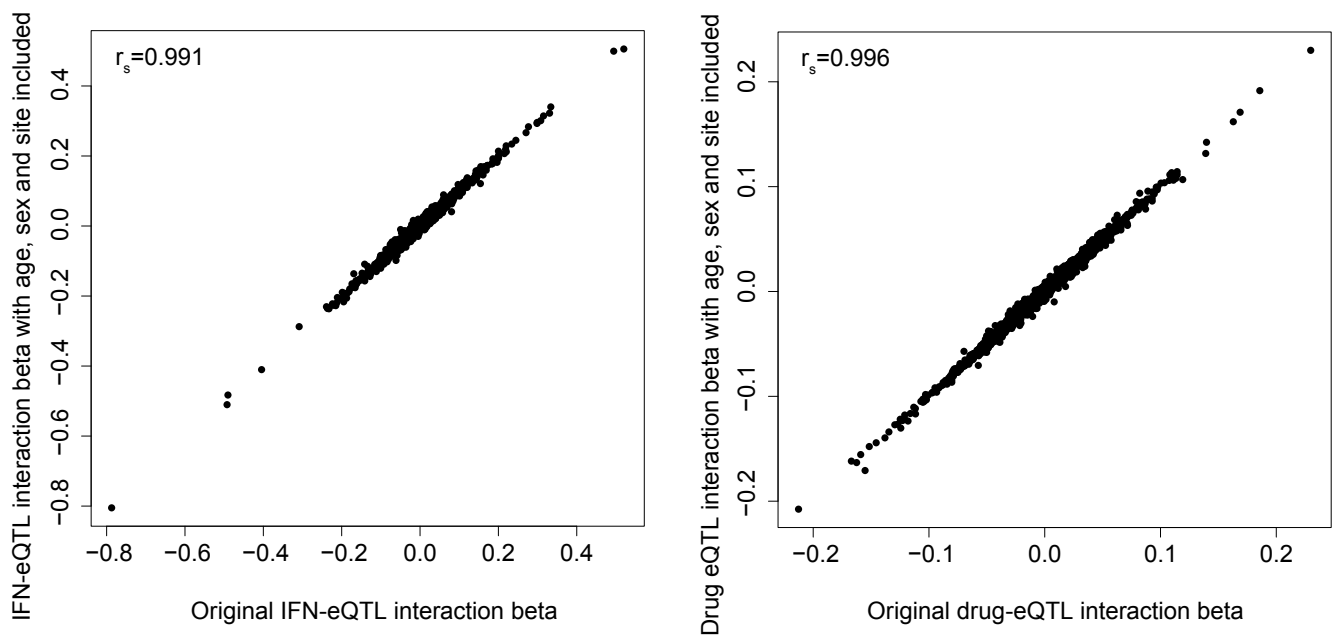 IFN-eQTL interaction beta with age, sex and site included
r_s=0.991
0.4
0.2
0.0
−0.2
−0.4
−0.6
−0.8
−0.8 −0.6 −0.4 −0.2 0.0 0.2 0.4
Original IFN-eQTL interaction beta
Drug eQTL interaction beta with age, sex and site included
r_s=0.996
0.2
0.1
0.0
−0.1
−0.2
−0.2 −0.1 0.0 0.1 0.2
Original drug-eQTL interaction beta